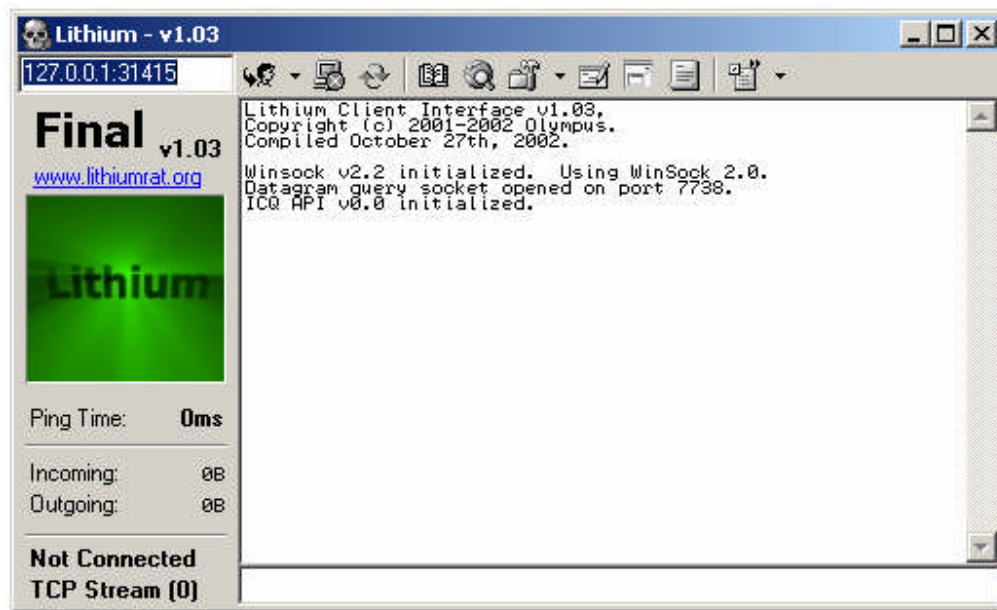 Lithium - v1.03
127.0.0.1:31415
Final v1.03
www.lithiumrat.org
Lithium
Ping Time: 0ms
Incoming: 0B
Outgoing: 0B
Not Connected
TCP Stream (0)
Lithium Client Interface v1.03,
Copyright (c) 2001-2002 Olympus.
Compiled October 27th, 2002.
Winsock v2.2 initialized. Using WinSock 2.0.
Datagram query socket opened on port 7738.
ICQ API v0.0 initialized.